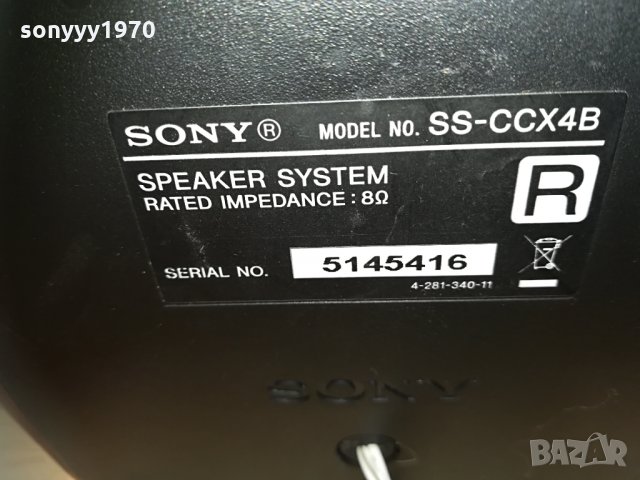 sonyyy1970
SONY® MODEL NO. SS-CCX4B
SPEAKER SYSTEM
RATED IMPEDANCE : 8Ω
R
SERIAL NO. 5145416
4-281-340-11
SONY
BAZAR